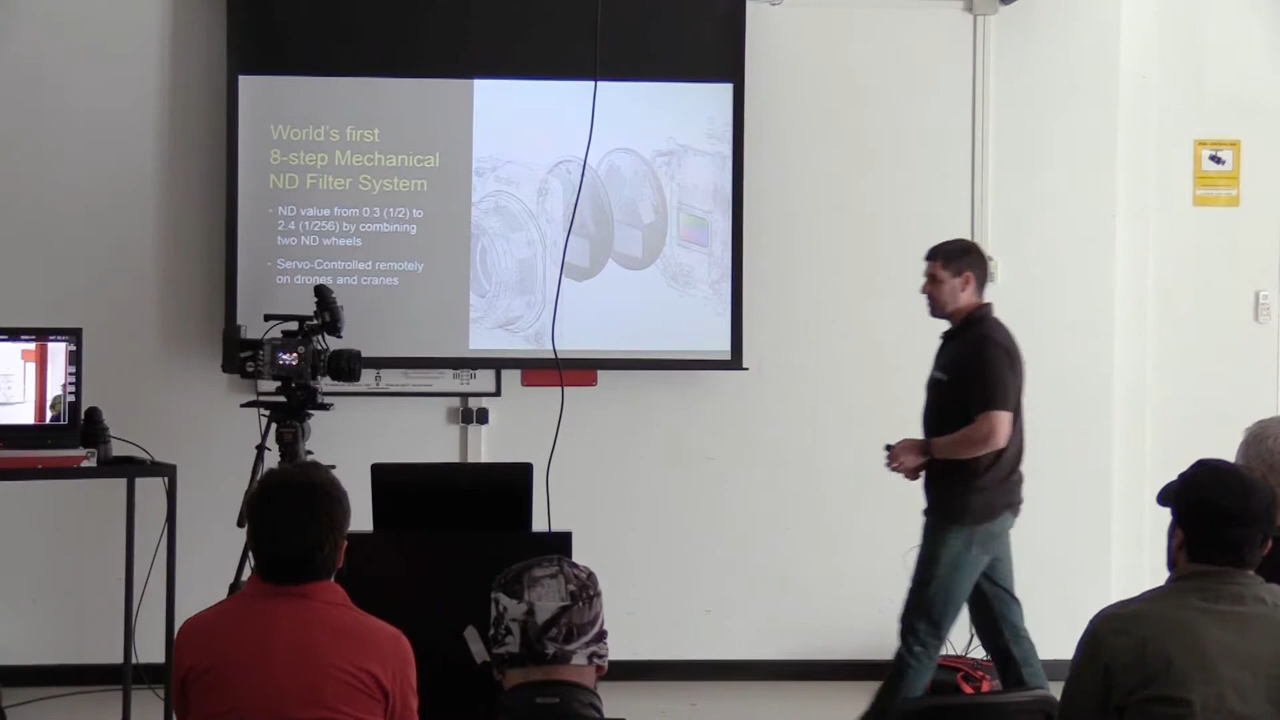 World's first
8-step Mechanical
ND Filter System
- ND value from 0.3 (1/2) to
2.4 (1/256) by combining
two ND wheels
- Servo-Controlled remotely
on drones and cranes